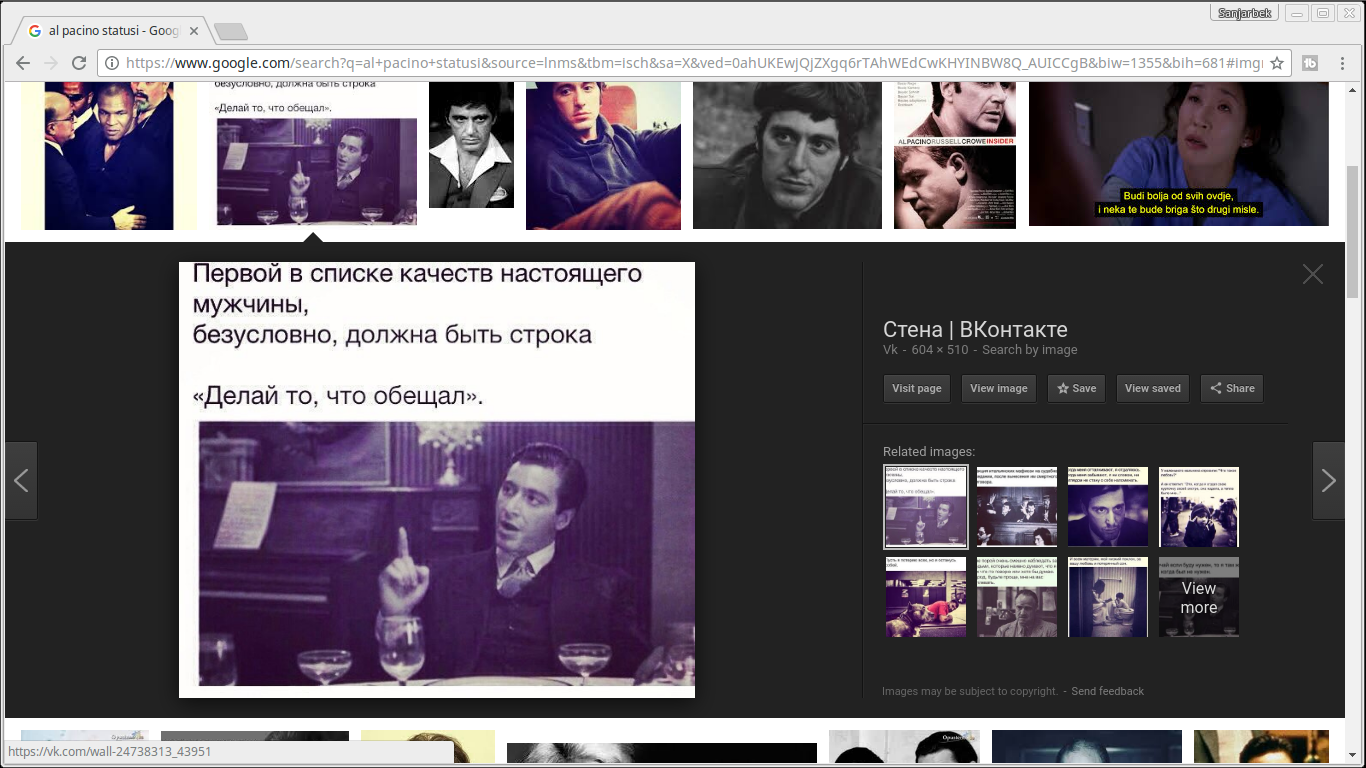 Sanjarbek
al pacino statusi - Goog
https://www.google.com/search?q=al+pacino+statusi&source=lnms&tbm=isch&sa=X&ved=0ahUKEwjQjZXgq6rTAhWEdCwKHYINBW8Q_AUICCgB&biw=1355&bih=681#imgi
безусловно, должна быть строка
«Делай то, что обещал».
AL PACINO RUSSELL CROWE INSIDER
Budi bolja od svih ovdje,
i neka te bude briga što drugi misle.
Первой в списке качеств настоящего
мужчины,
безусловно, должна быть строка
«Делай то, что обещал».
Стена | ВКонтакте
Vk - 604 × 510 - Search by image
Visit page
View image
Save
View saved
Share
Related images:
View
more
Images may be subject to copyright. - Send feedback
https://vk.com/wall-24738313_43951